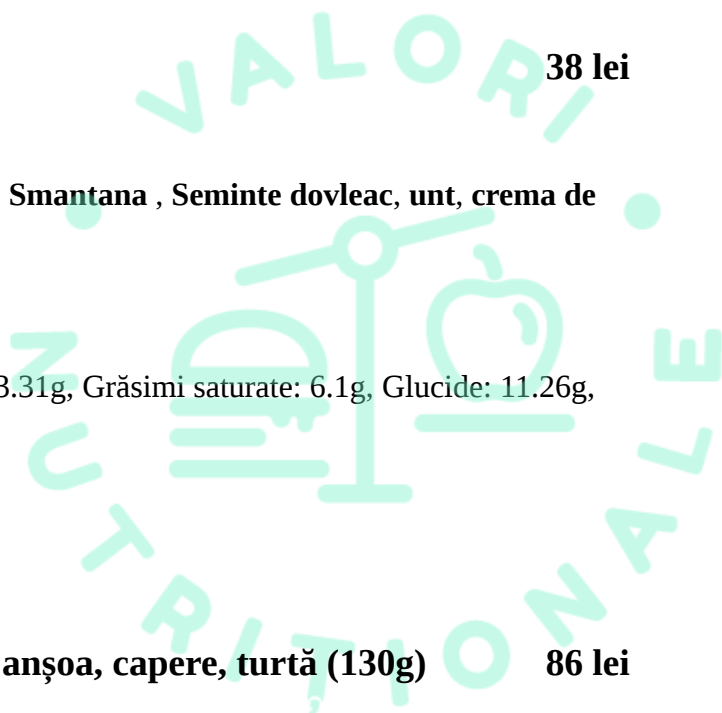 VALORI
38 lei
Smantana , Seminte dovleac, unt, crema de
3.31g, Grăsimi saturate: 6.1g, Glucide: 11.26g,
NUTRIȚIONALE
anșoa, capere, turtă (130g) 86 lei